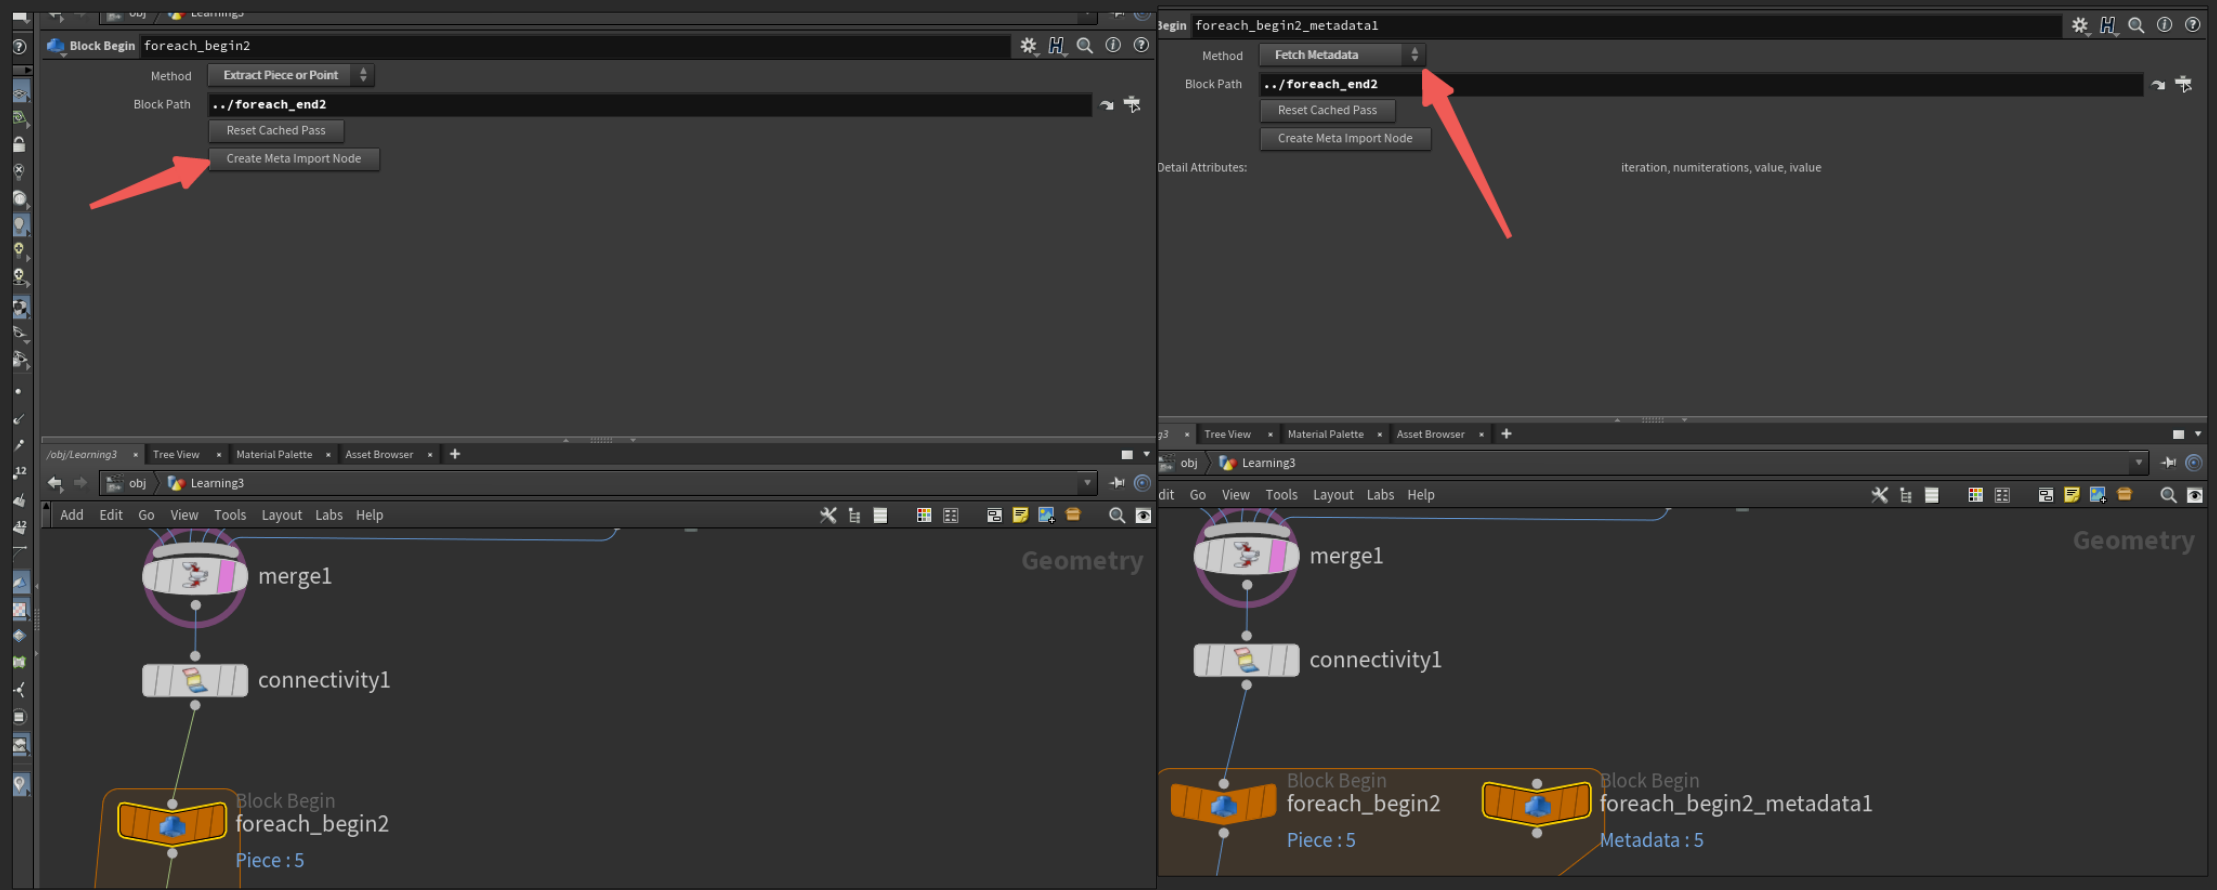 obj Learning3
Block Begin foreach_begin2
Method Extract Piece or Point
Block Path ../foreach_end2
Reset Cached Pass
Create Meta Import Node
/obj/Learning3 × Tree View × Material Palette × Asset Browser × +
obj Learning3
Add Edit Go View Tools Layout Labs Help
Geometry
merge1
connectivity1
Block Begin
foreach_begin2
Piece : 5
12
12
Begin foreach_begin2_metadata1
Method Fetch Metadata
Block Path ../foreach_end2
Reset Cached Pass
Create Meta Import Node
Detail Attributes: iteration, numiterations, value, ivalue
g3 × Tree View × Material Palette × Asset Browser × +
obj Learning3
dit Go View Tools Layout Labs Help
Geometry
merge1
connectivity1
Block Begin
foreach_begin2
Piece : 5
Block Begin
foreach_begin2_metadata1
Metadata : 5